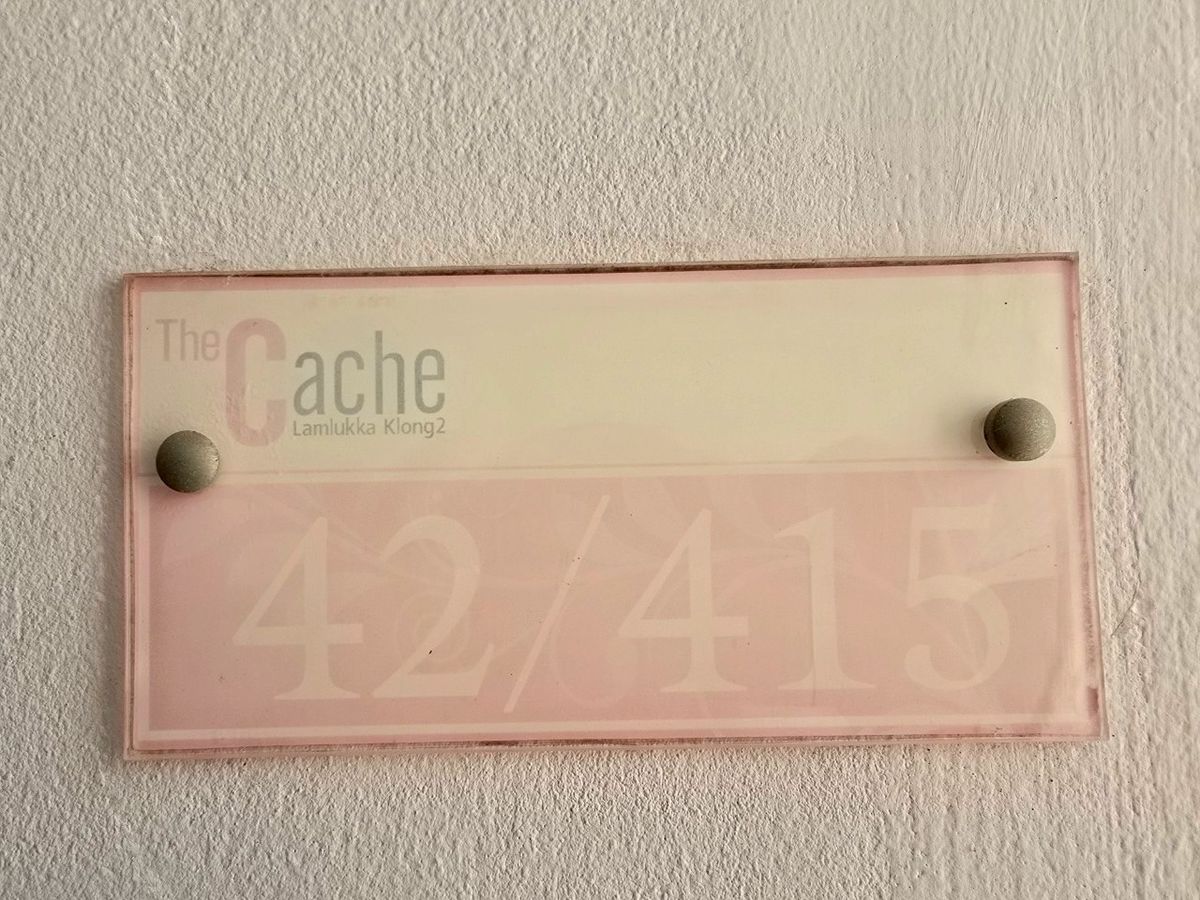 The Cache
Lamlukka Klong2
42/415